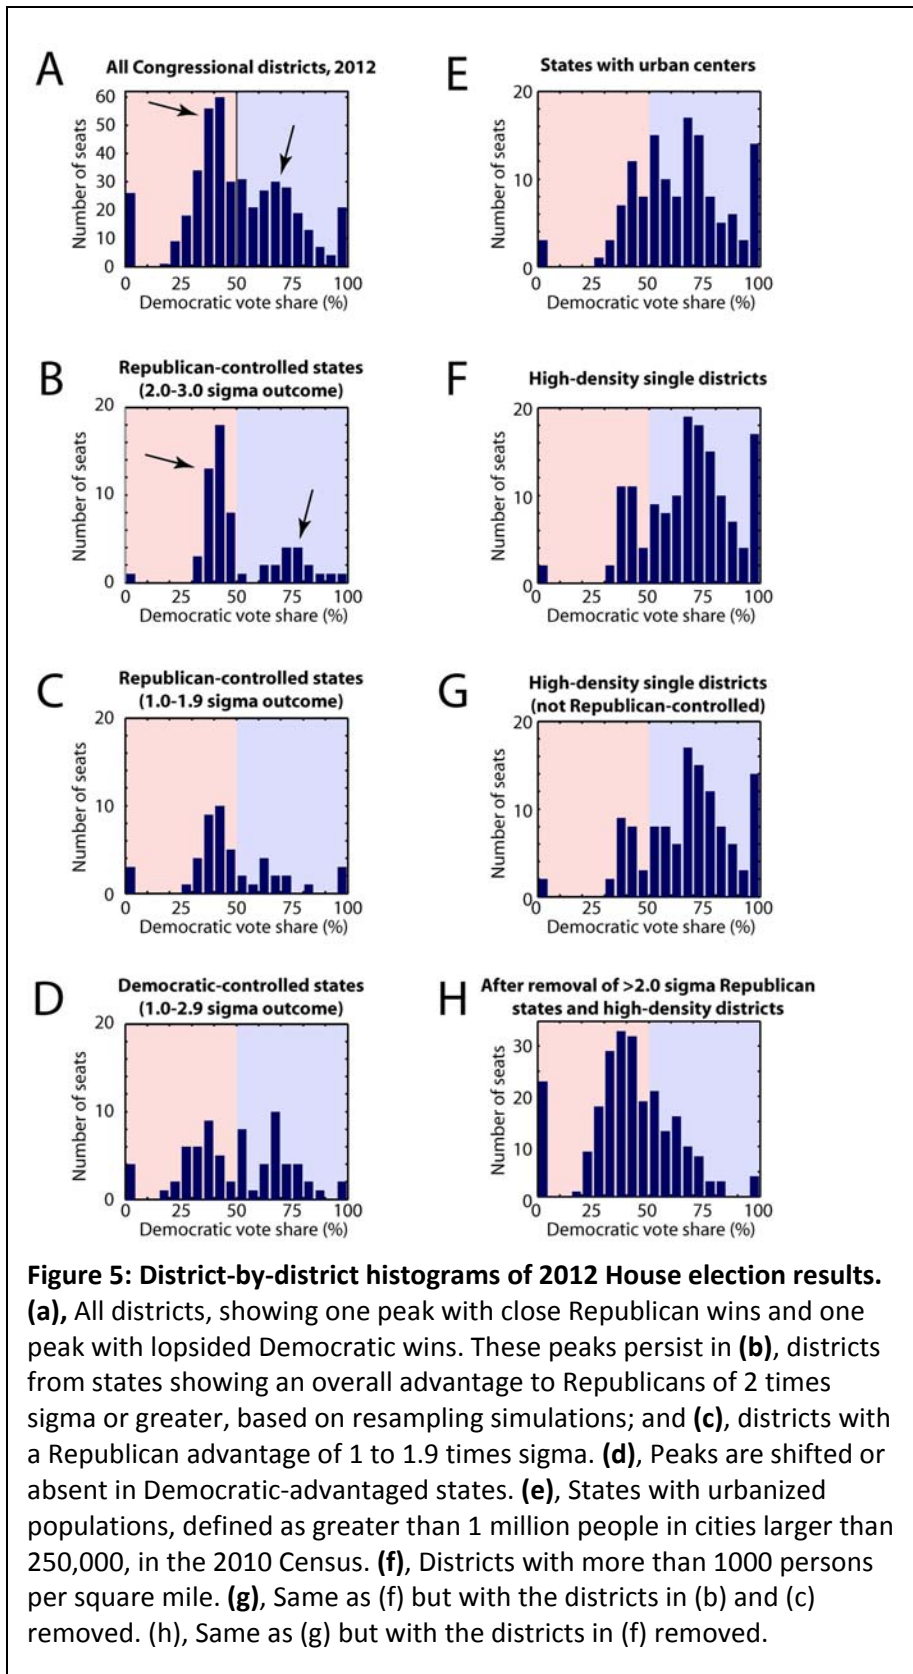 A
All Congressional districts, 2012
Number of seats
60
50
40
30
20
10
0
0 25 50 75 100
Democratic vote share (%)
B
Republican-controlled states
(2.0-3.0 sigma outcome)
Number of seats
20
10
0
0 25 50 75 100
Democratic vote share (%)
C
Republican-controlled states
(1.0-1.9 sigma outcome)
Number of seats
20
10
0
0 25 50 75 100
Democratic vote share (%)
D
Democratic-controlled states
(1.0-2.9 sigma outcome)
Number of seats
20
10
0
0 25 50 75 100
Democratic vote share (%)
E
States with urban centers
Number of seats
20
10
0
0 25 50 75 100
Democratic vote share (%)
F
High-density single districts
Number of seats
20
10
0
0 25 50 75 100
Democratic vote share (%)
G
High-density single districts
(not Republican-controlled)
Number of seats
20
10
0
0 25 50 75 100
Democratic vote share (%)
H
After removal of >2.0 sigma Republican
states and high-density districts
Number of seats
30
20
10
0
0 25 50 75 100
Democratic vote share (%)
Figure 5: District-by-district histograms of 2012 House election results.
(a), All districts, showing one peak with close Republican wins and one
peak with lopsided Democratic wins. These peaks persist in (b), districts
from states showing an overall advantage to Republicans of 2 times
sigma or greater, based on resampling simulations; and (c), districts with
a Republican advantage of 1 to 1.9 times sigma. (d), Peaks are shifted or
absent in Democratic-advantaged states. (e), States with urbanized
populations, defined as greater than 1 million people in cities larger than
250,000, in the 2010 Census. (f), Districts with more than 1000 persons
per square mile. (g), Same as (f) but with the districts in (b) and (c)
removed. (h), Same as (g) but with the districts in (f) removed.